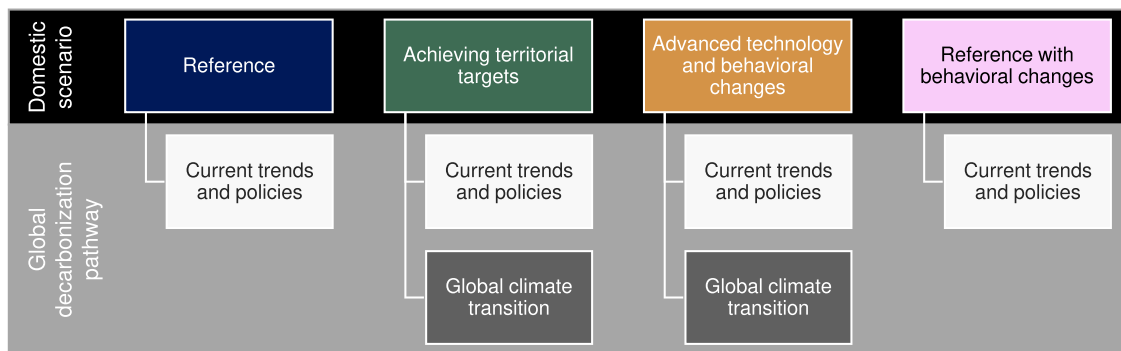 Domestic
scenario
Reference
Achieving territorial
targets
Advanced technology
and behavioral
changes
Reference with
behavioral changes
Global
decarbonization
pathway
Current trends
and policies
Current trends
and policies
Current trends
and policies
Current trends
and policies
Global climate
transition
Global climate
transition